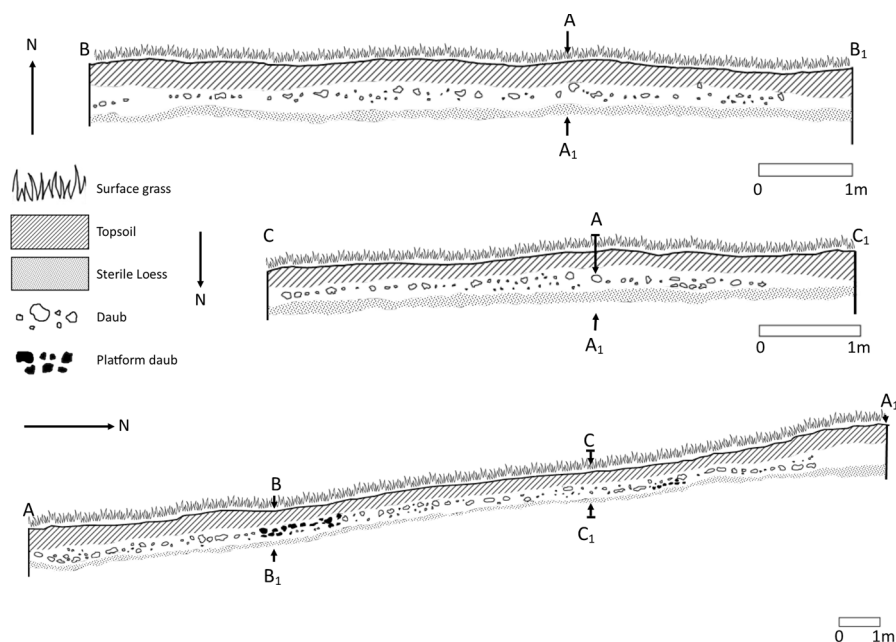 A
N
B
B1
A1
0 1m
Surface grass
Topsoil
Sterile Loess
Daub
Platform daub
N
C
A
C1
A1
0 1m
N
A1
C
B
A
C1
B1
0 1m